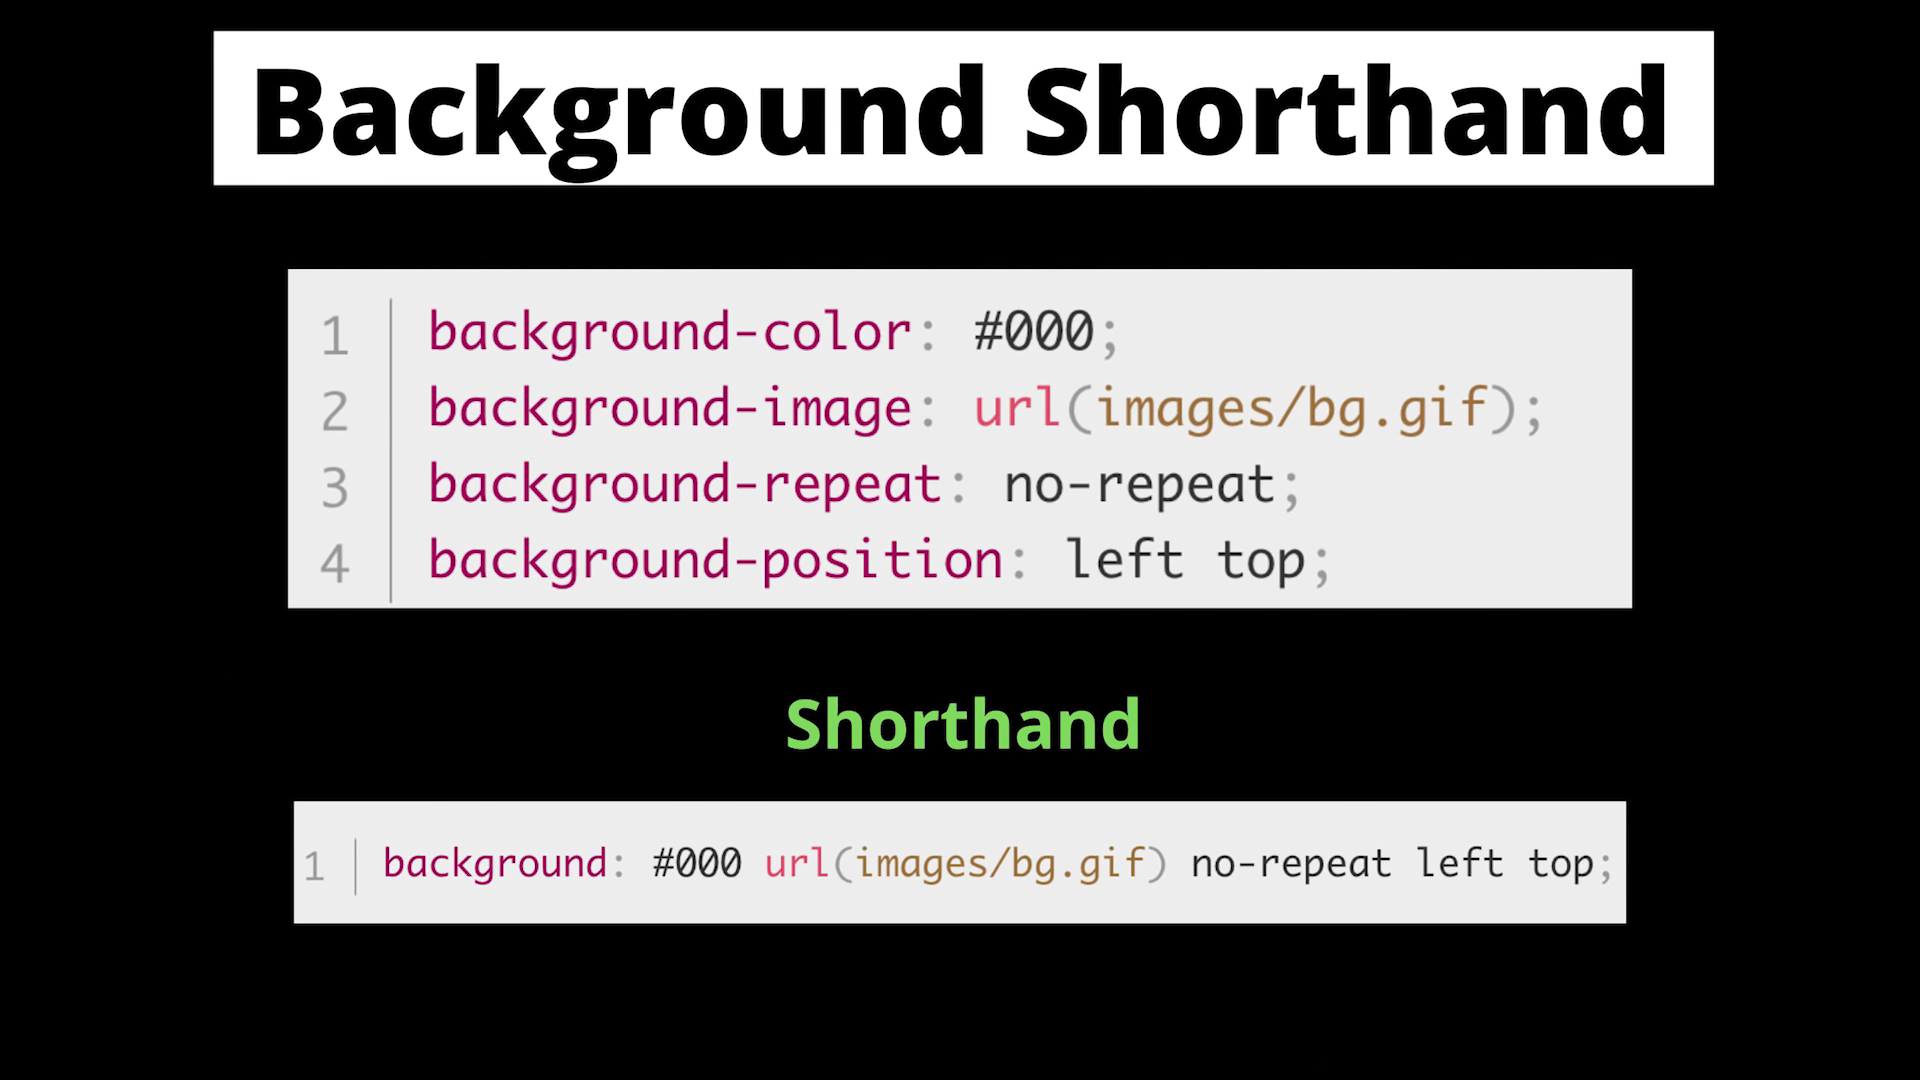 Background Shorthand
1 background-color: #000;
2 background-image: url(images/bg.gif);
3 background-repeat: no-repeat;
4 background-position: left top;
Shorthand
1 background: #000 url(images/bg.gif) no-repeat left top;